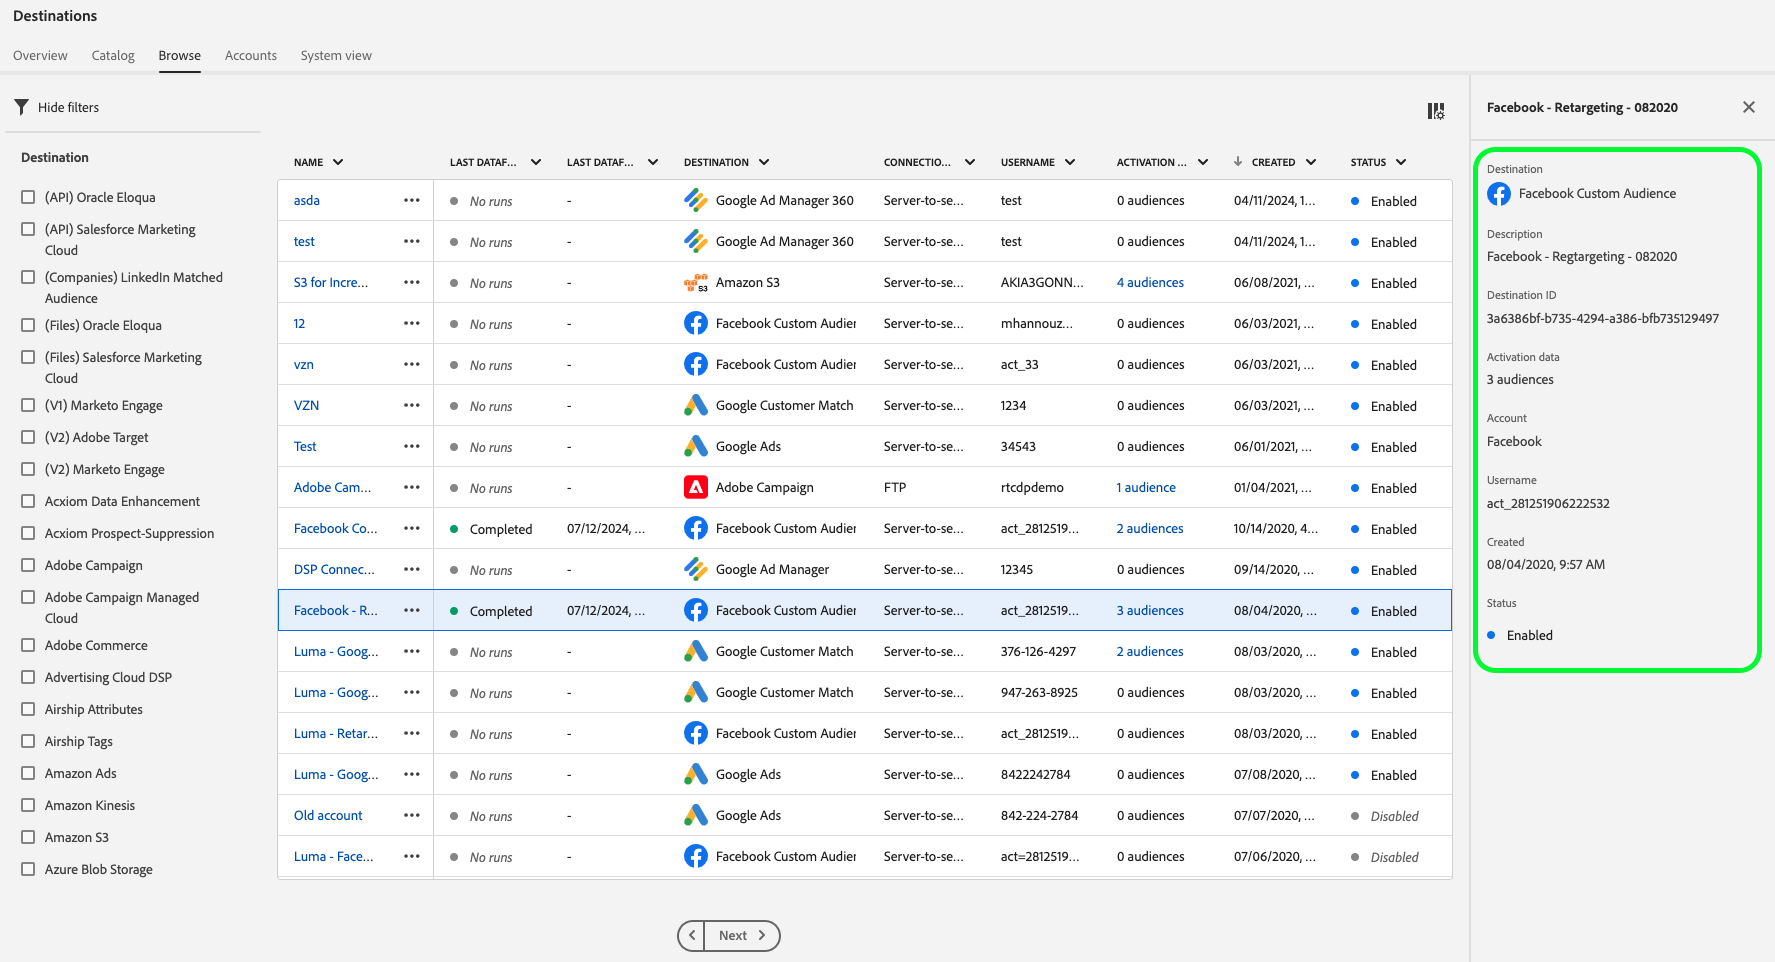 Destinations
Overview Catalog Browse Accounts System view
Hide filters
Destination
(API) Oracle Eloqua
(API) Salesforce Marketing
Cloud
(Companies) LinkedIn Matched
Audience
(Files) Oracle Eloqua
(Files) Salesforce Marketing
Cloud
(V1) Marketo Engage
(V2) Adobe Target
(V2) Marketo Engage
Acxiom Data Enhancement
Acxiom Prospect-Suppression
Adobe Campaign
Adobe Campaign Managed
Cloud
Adobe Commerce
Advertising Cloud DSP
Airship Attributes
Airship Tags
Amazon Ads
Amazon Kinesis
Amazon S3
Azure Blob Storage
NAME LAST DATAF... LAST DATAF... DESTINATION CONNECTIO... USERNAME ACTIVATION ... CREATED STATUS
asda ••• No runs - Google Ad Manager 360 Server-to-se... test 0 audiences 04/11/2024, 1... Enabled
test ••• No runs - Google Ad Manager 360 Server-to-se... test 0 audiences 04/11/2024, 1... Enabled
S3 for Incre... ••• No runs - S3 Amazon S3 Server-to-se... AKIA3GONN... 4 audiences 06/08/2021, ... Enabled
12 ••• No runs - Facebook Custom Audier Server-to-se... mhannouz... 0 audiences 06/03/2021, ... Enabled
vzn ••• No runs - Facebook Custom Audier Server-to-se... act_33 0 audiences 06/03/2021, ... Enabled
VZN ••• No runs - Google Customer Match Server-to-se... 1234 0 audiences 06/03/2021, ... Enabled
Test ••• No runs - Google Ads Server-to-se... 34543 0 audiences 06/01/2021, ... Enabled
Adobe Cam... ••• No runs - Adobe Campaign FTP rtcdpdemo 1 audience 01/04/2021, ... Enabled
Facebook Co... ••• Completed 07/12/2024, ... Facebook Custom Audier Server-to-se... act_2812519... 2 audiences 10/14/2020, 4... Enabled
DSP Connec... ••• No runs - Google Ad Manager Server-to-se... 12345 0 audiences 09/14/2020, ... Enabled
Facebook - R... ••• Completed 07/12/2024, ... Facebook Custom Audier Server-to-se... act_2812519... 3 audiences 08/04/2020, ... Enabled
Luma - Goog... ••• No runs - Google Customer Match Server-to-se... 376-126-4297 2 audiences 08/03/2020, ... Enabled
Luma - Goog... ••• No runs - Google Customer Match Server-to-se... 947-263-8925 0 audiences 08/03/2020, ... Enabled
Luma - Retar... ••• No runs - Facebook Custom Audier Server-to-se... act_2812519... 0 audiences 08/03/2020, ... Enabled
Luma - Goog... ••• No runs - Google Ads Server-to-se... 8422242784 0 audiences 07/08/2020, ... Enabled
Old account ••• No runs - Google Ads Server-to-se... 842-224-2784 0 audiences 07/07/2020, ... Disabled
Luma - Face... ••• No runs - Facebook Custom Audier Server-to-se... act=2812519... 0 audiences 07/06/2020, ... Disabled
Next
Facebook - Retargeting - 082020
Destination
Facebook Custom Audience
Description
Facebook - Regtargeting - 082020
Destination ID
3a6386bf-b735-4294-a386-bfb735129497
Activation data
3 audiences
Account
Facebook
Username
act_281251906222532
Created
08/04/2020, 9:57 AM
Status
Enabled